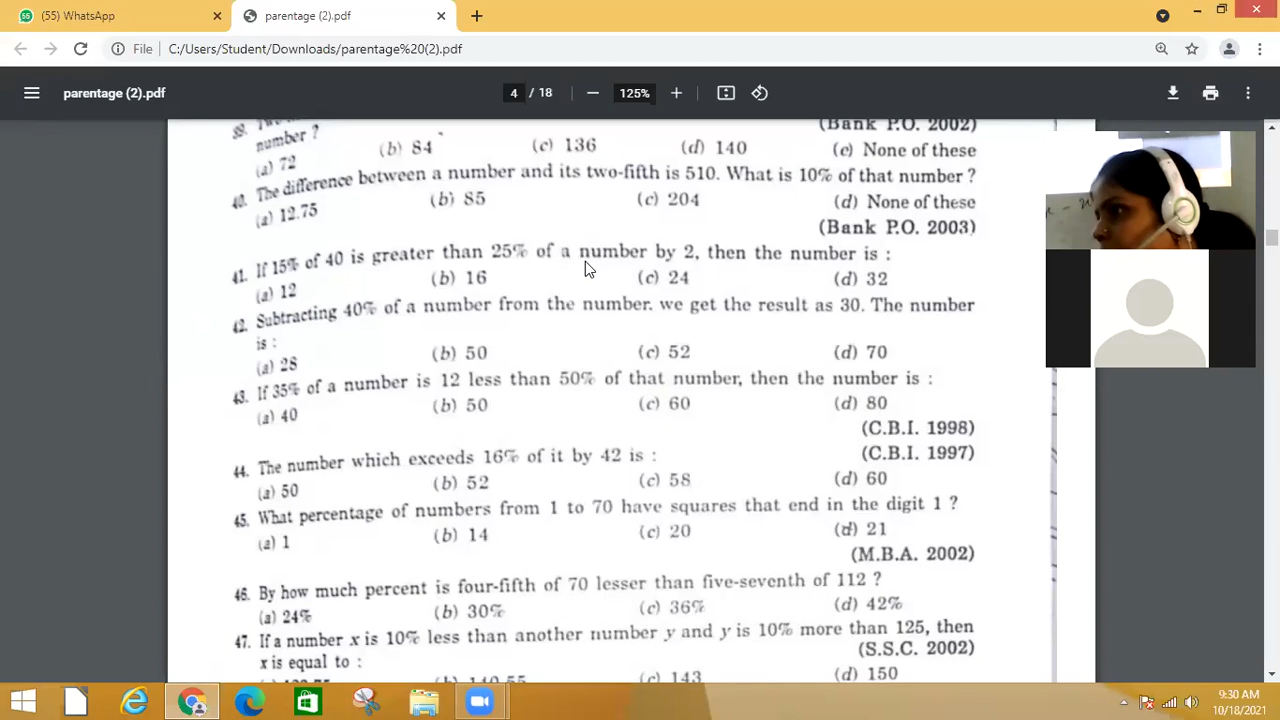 (55) WhatsApp
parentage (2).pdf
File
C:/Users/Student/Downloads/parentage%20(2).pdf
parentage (2).pdf
4 / 18
125%
(Bank P.O. 2002)
39.
number ?
(a) 72 (b) 84 (c) 136 (d) 140 (e) None of these
40. The difference between a number and its two-fifth is 510. What is 10% of that number ?
(a) 12.75 (b) 85 (c) 204 (d) None of these
(Bank P.O. 2003)
41. If 15% of 40 is greater than 25% of a number by 2, then the number is :
(a) 12 (b) 16 (c) 24 (d) 32
42. Subtracting 40% of a number from the number. we get the result as 30. The number
is :
(a) 28 (b) 50 (c) 52 (d) 70
43. If 35% of a number is 12 less than 50% of that number, then the number is :
(a) 40 (b) 50 (c) 60 (d) 80
(C.B.I. 1998)
(C.B.I. 1997)
44. The number which exceeds 16% of it by 42 is :
(a) 50 (b) 52 (c) 58 (d) 60
45. What percentage of numbers from 1 to 70 have squares that end in the digit 1 ?
(a) 1 (b) 14 (c) 20 (d) 21
(M.B.A. 2002)
46. By how much percent is four-fifth of 70 lesser than five-seventh of 112 ?
(a) 24% (b) 30% (c) 36% (d) 42%
47. If a number x is 10% less than another number y and y is 10% more than 125, then
x is equal to :
(S.S.C. 2002)
(c) 143 (d) 150
9:30 AM
10/18/2021